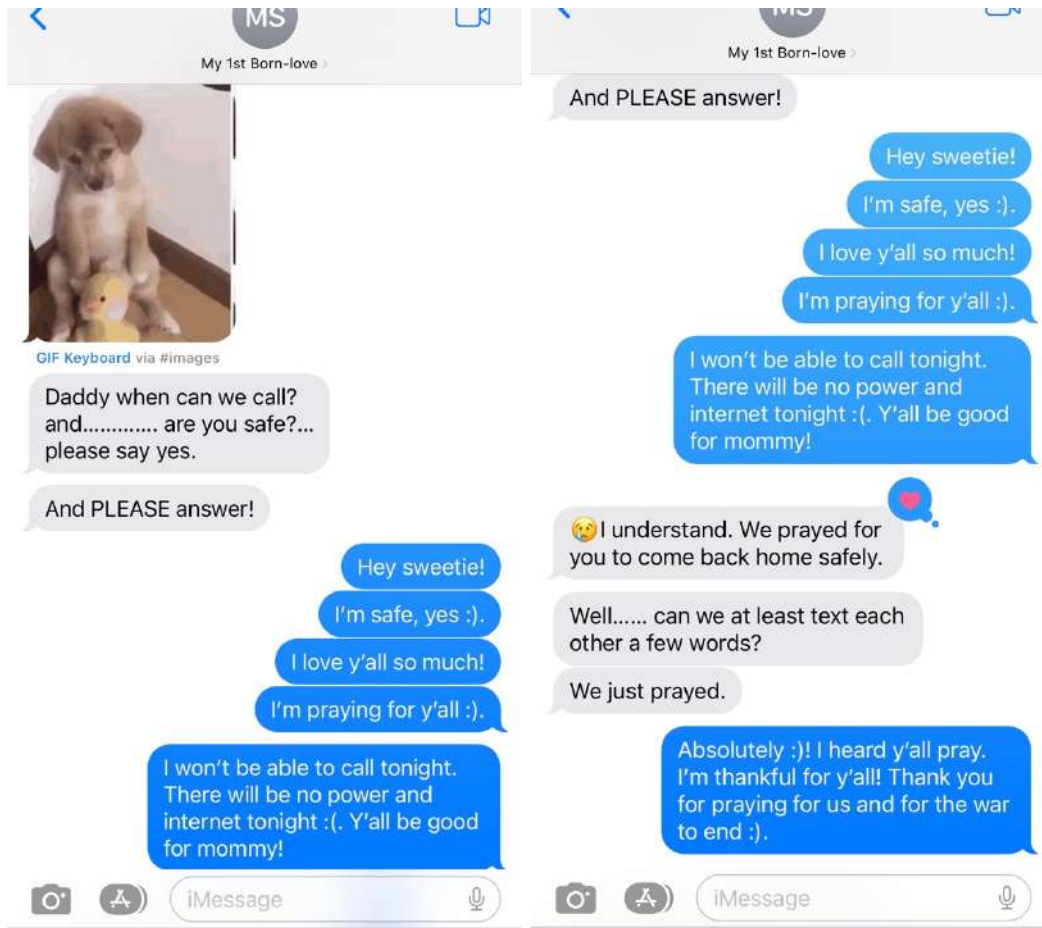 MS
My 1st Born-love >
GIF Keyboard via #images
Daddy when can we call?
and............. are you safe?...
please say yes.
And PLEASE answer!
Hey sweetie!
I'm safe, yes :).
I love y'all so much!
I'm praying for y'all :).
I won't be able to call tonight.
There will be no power and
internet tonight :(. Y'all be good
for mommy!
iMessage
MS
My 1st Born-love >
And PLEASE answer!
Hey sweetie!
I'm safe, yes :).
I love y'all so much!
I'm praying for y'all :).
I won't be able to call tonight.
There will be no power and
internet tonight :(. Y'all be good
for mommy!
😢I understand. We prayed for
you to come back home safely.
Well...... can we at least text each
other a few words?
We just prayed.
Absolutely :)! I heard y'all pray.
I'm thankful for y'all! Thank you
for praying for us and for the war
to end :).
iMessage